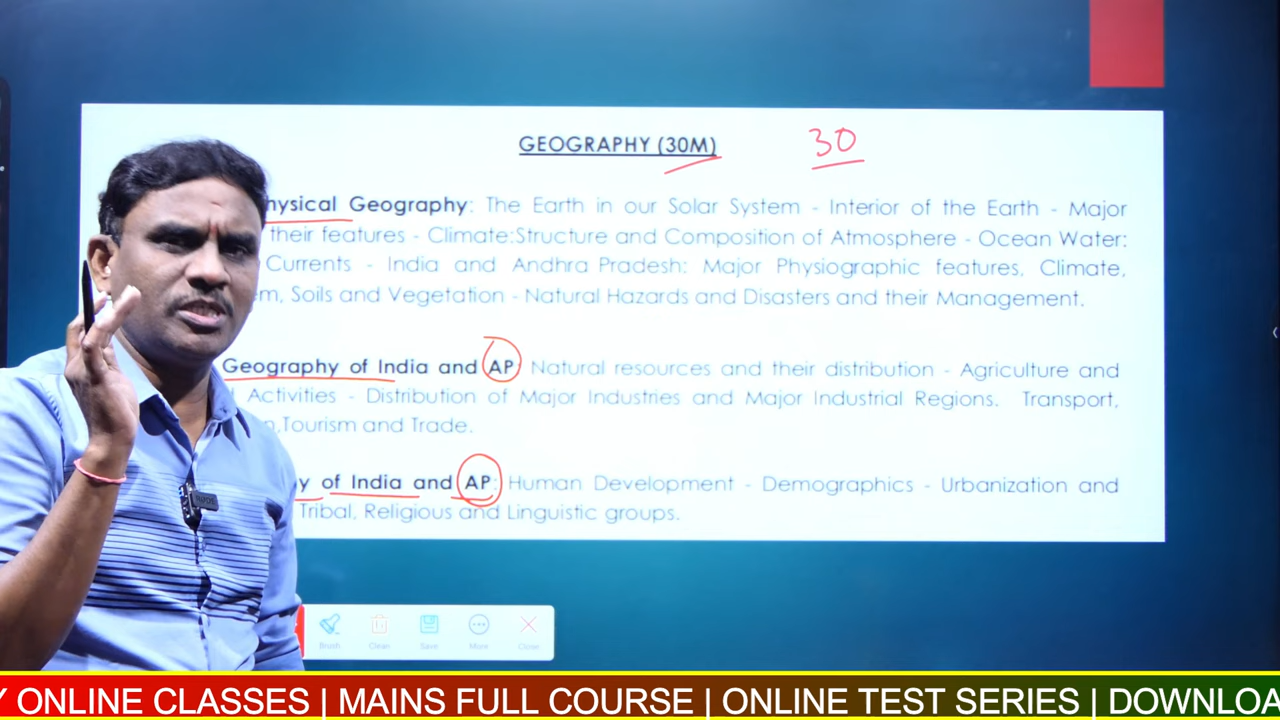 GEOGRAPHY (30M) 30
hysical Geography: The Earth in our Solar System - Interior of the Earth - Major
their features - Climate:Structure and Composition of Atmosphere - Ocean Water:
Currents - India and Andhra Pradesh: Major Physiographic features, Climate,
em, Soils and Vegetation - Natural Hazards and Disasters and their Management.
Geography of India and AP: Natural resources and their distribution - Agriculture and
Activities - Distribution of Major Industries and Major Industrial Regions. Transport,
n,Tourism and Trade.
y of India and AP: Human Development - Demographics - Urbanization and
Tribal, Religious and Linguistic groups.
Brush Clean Save More Close
Y ONLINE CLASSES | MAINS FULL COURSE | ONLINE TEST SERIES | DOWNLOA